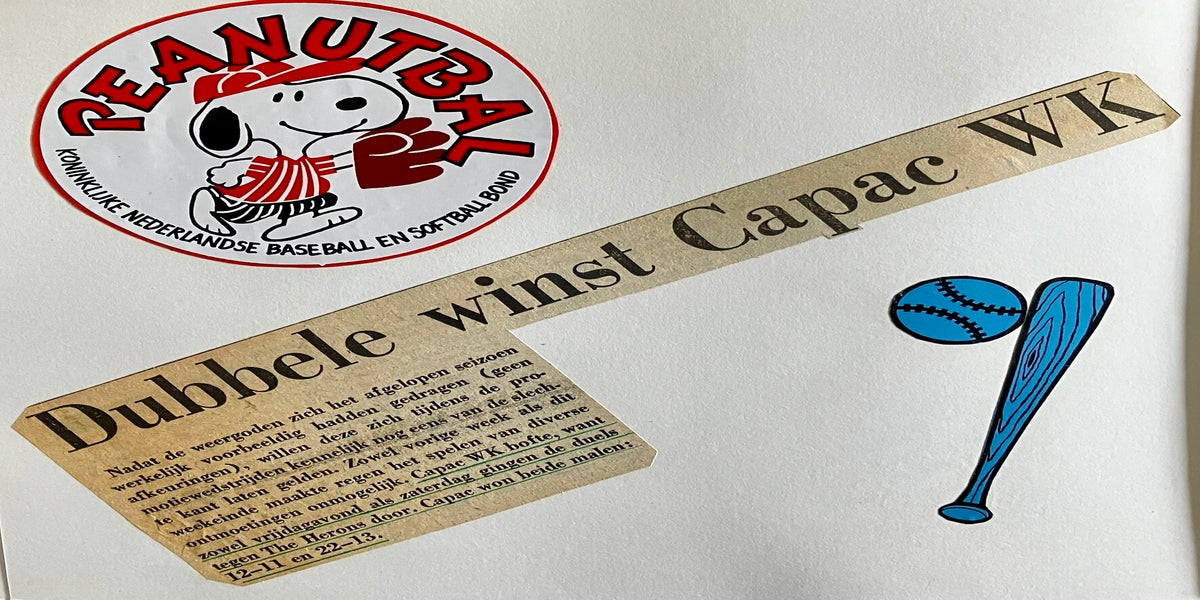 PEANUTBAL
KONINKLIJKE NEDERLANDSE BASEBALL EN SOFTBALL BOND
Dubbele winst Capac WK
Nadat de weergoden zich het afgelopen seizoen
werkelijk voorbeeldig hadden gedragen (geen
afkeuringen), willen deze zich tijdens de pro-
motiewedstrijden kennelijk nog eens van de slech-
te kant laten gelden. Zowel vorige week als dit
weekeinde maakte regen het spelen van diverse
ontmoetingen onmogelijk. Capac WK bofte, want
zowel vrijdagavond als zaterdag gingen de duels
tegen The Herons door. Capac won beide malen:
12-11 en 22-13.